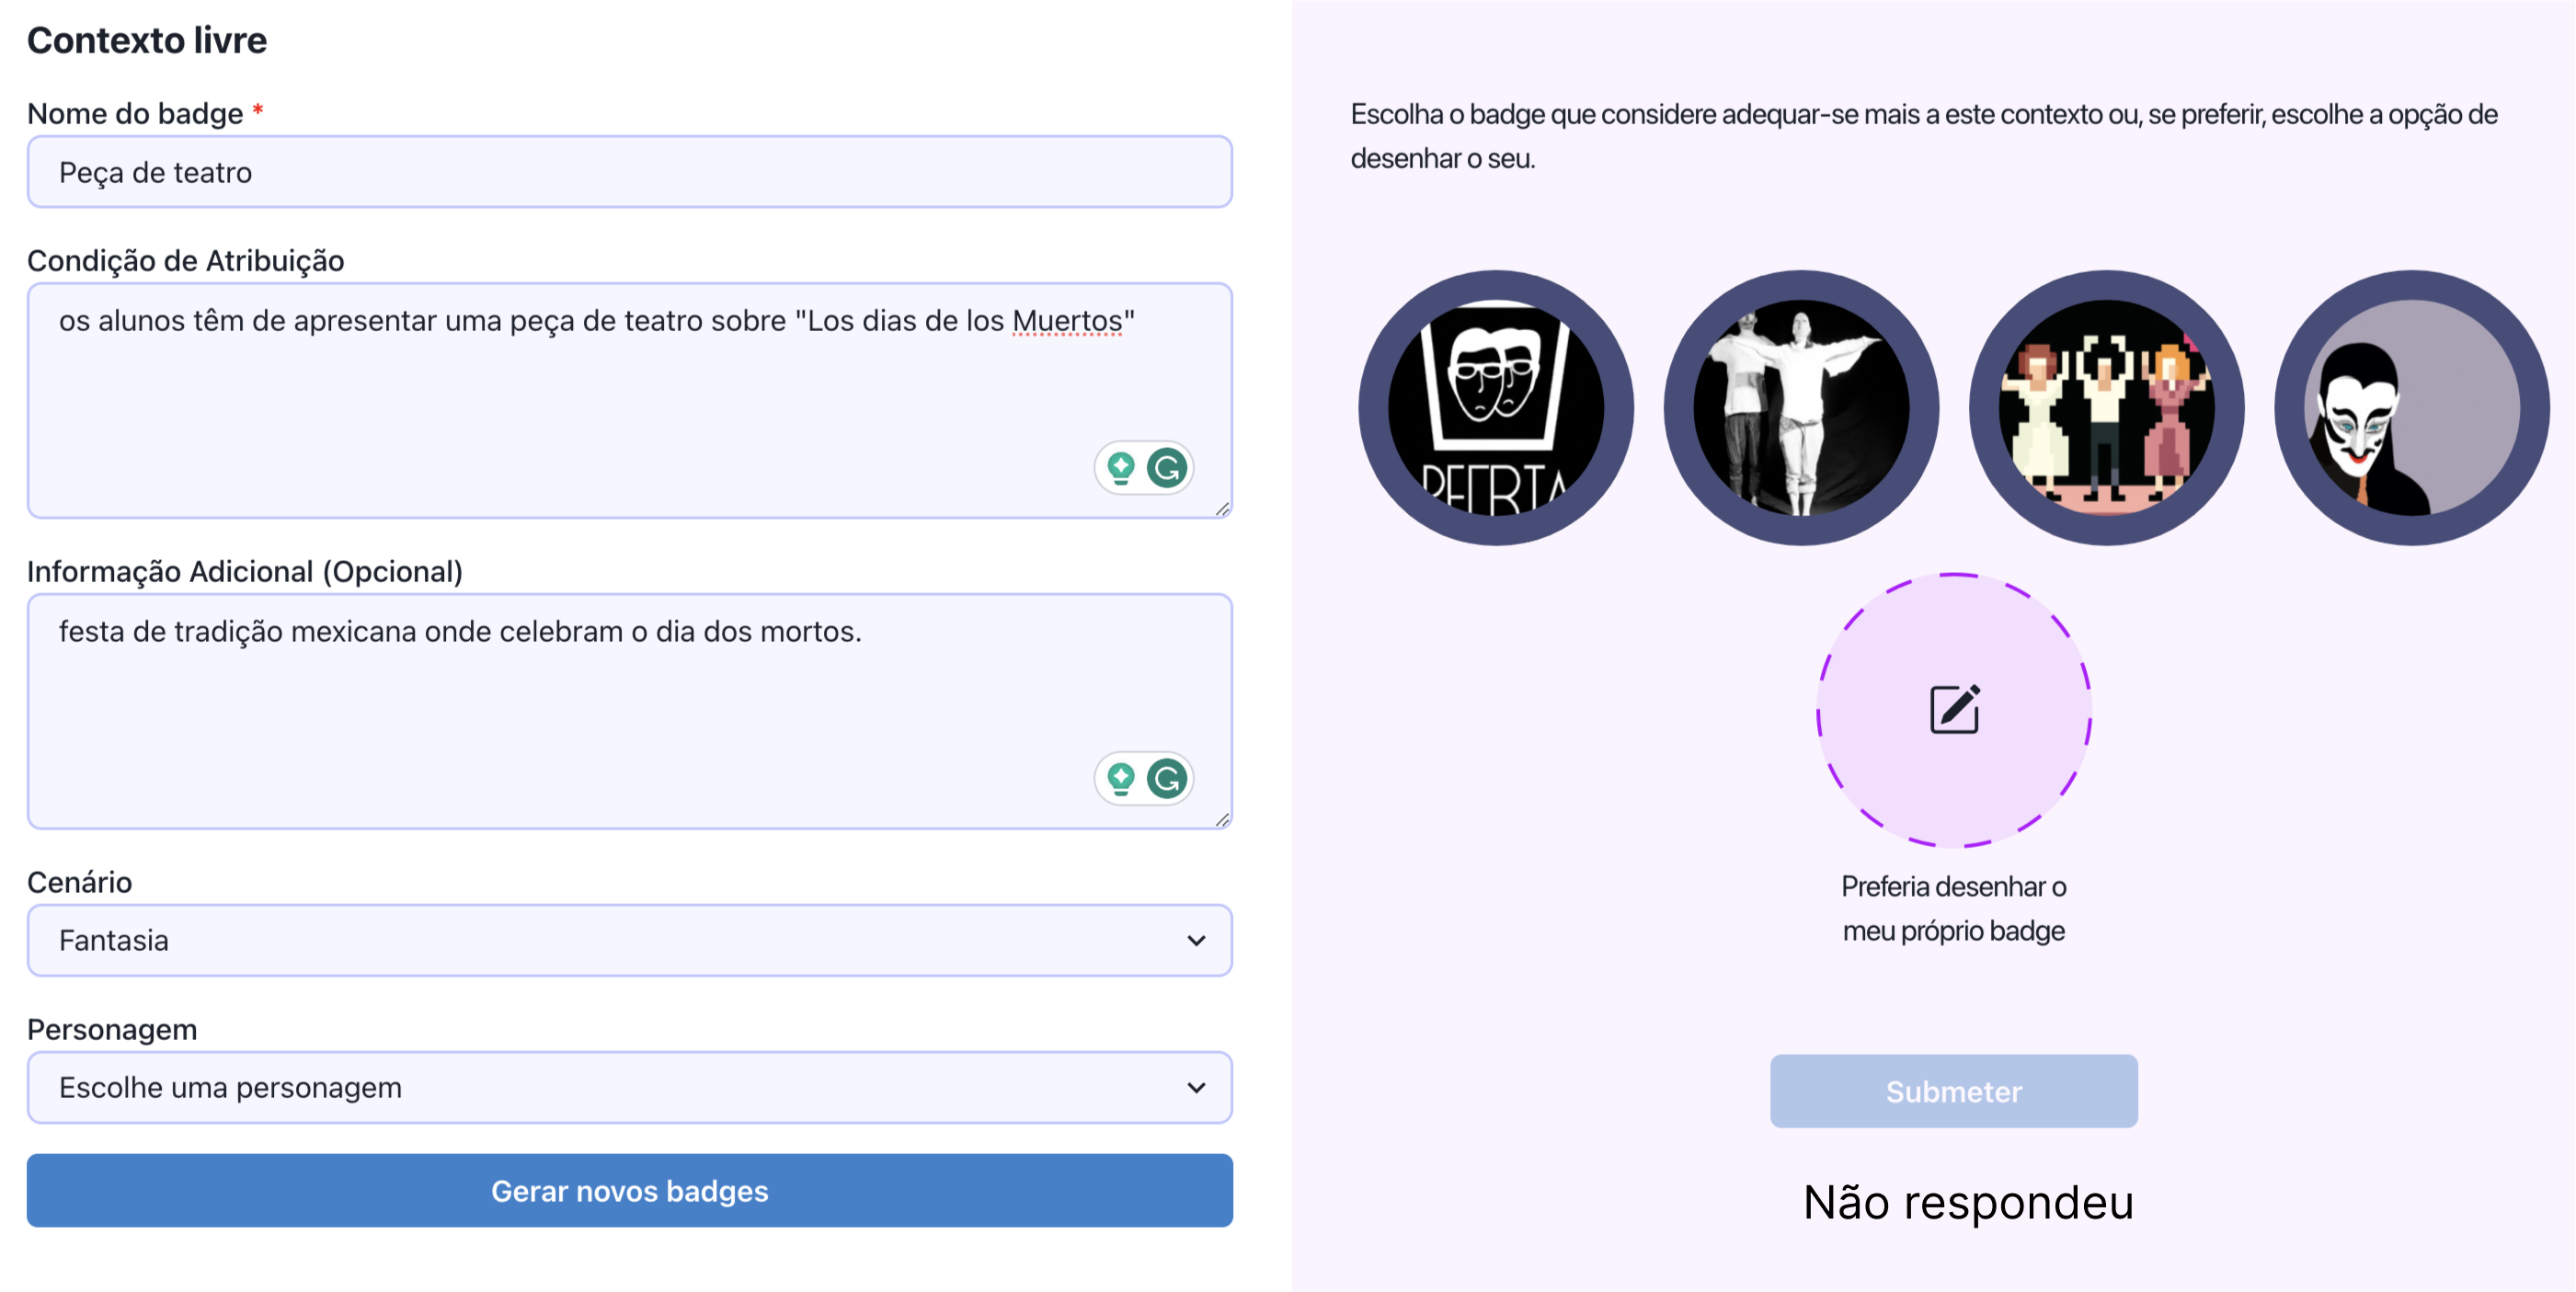 Contexto livre
Nome do badge *
Peça de teatro
Condição de Atribuição
os alunos têm de apresentar uma peça de teatro sobre "Los dias de los Muertos"
Informação Adicional (Opcional)
festa de tradição mexicana onde celebram o dia dos mortos.
Cenário
Fantasia
Personagem
Escolhe uma personagem
Gerar novos badges
Escolha o badge que considere adequar-se mais a este contexto ou, se preferir, escolhe a opção de
desenhar o seu.
Preferia desenhar o
meu próprio badge
Submeter
Não respondeu